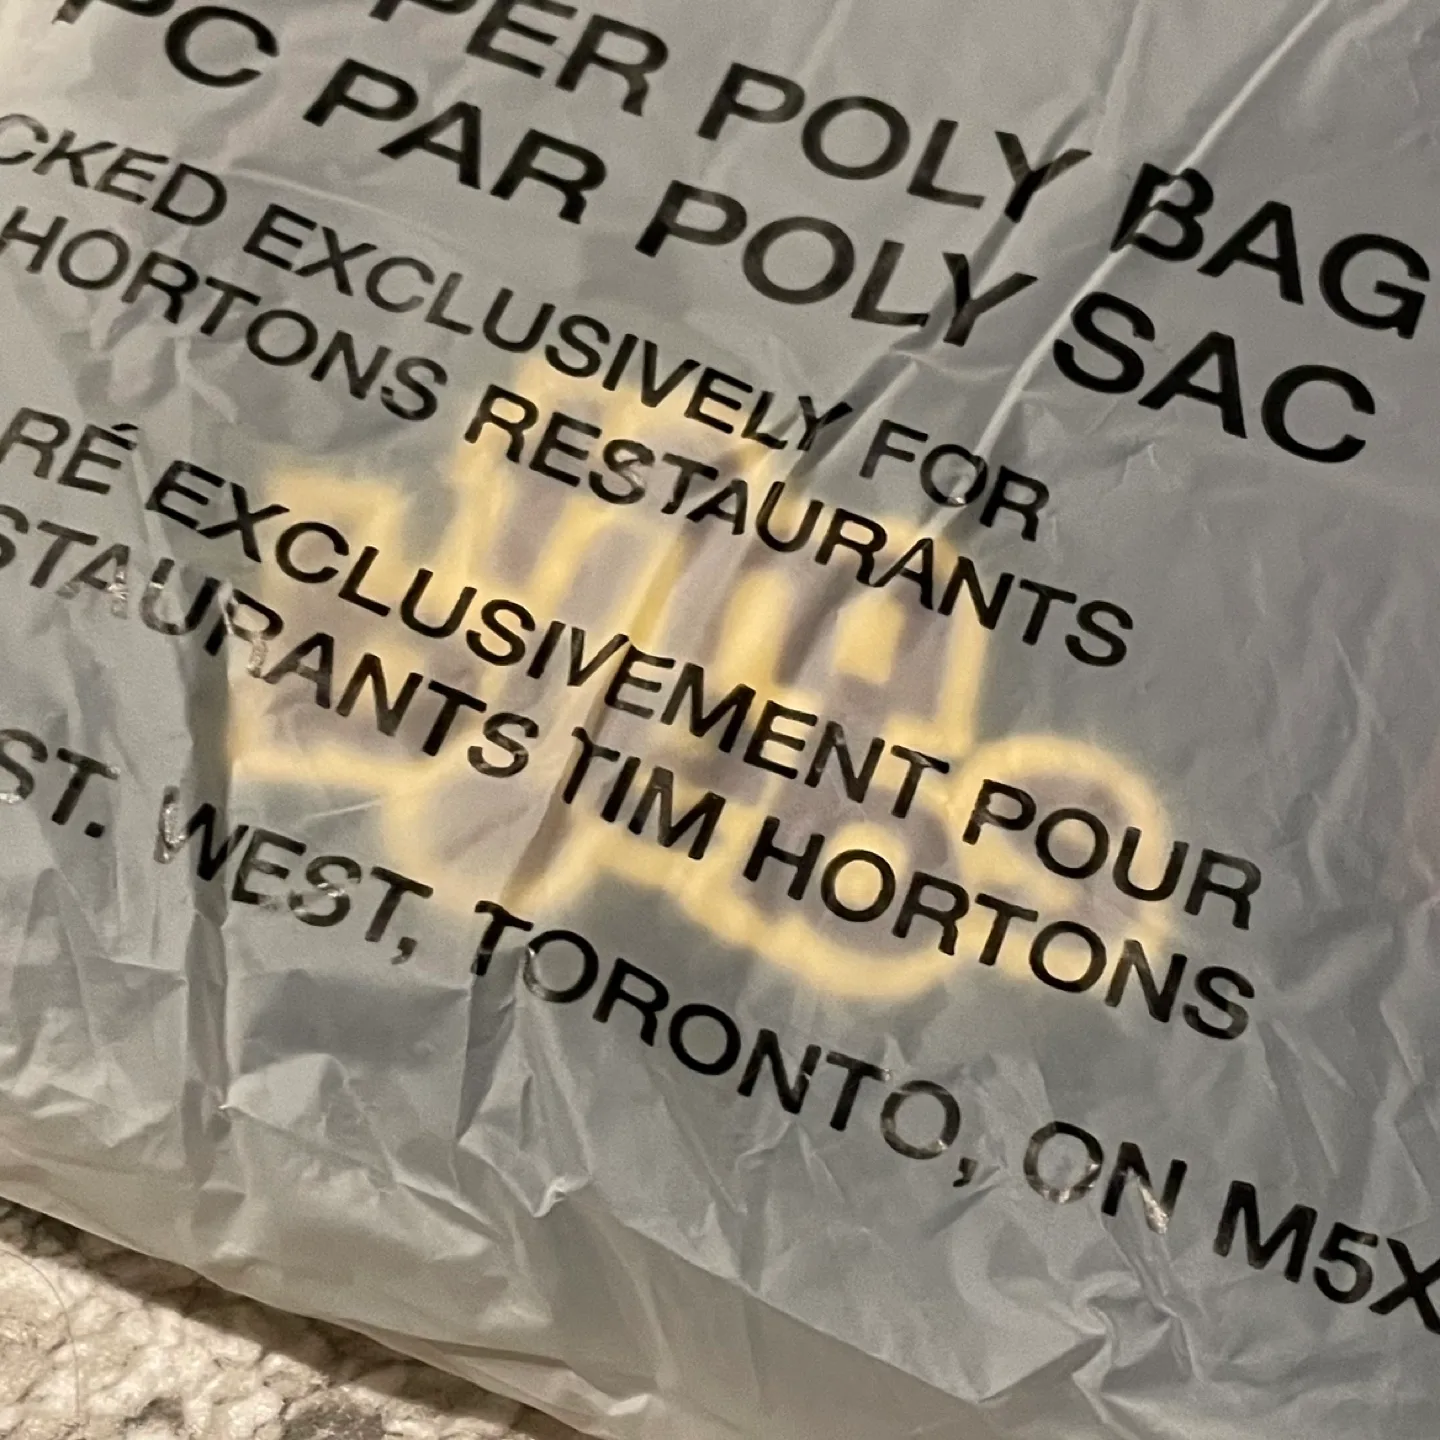 PER POLY BAG
PC PAR POLY SAC
CKED EXCLUSIVELY FOR
HORTONS RESTAURANTS
RÉ EXCLUSIVEMENT POUR
STAURANTS TIM HORTONS
ST. WEST, TORONTO, ON M5X